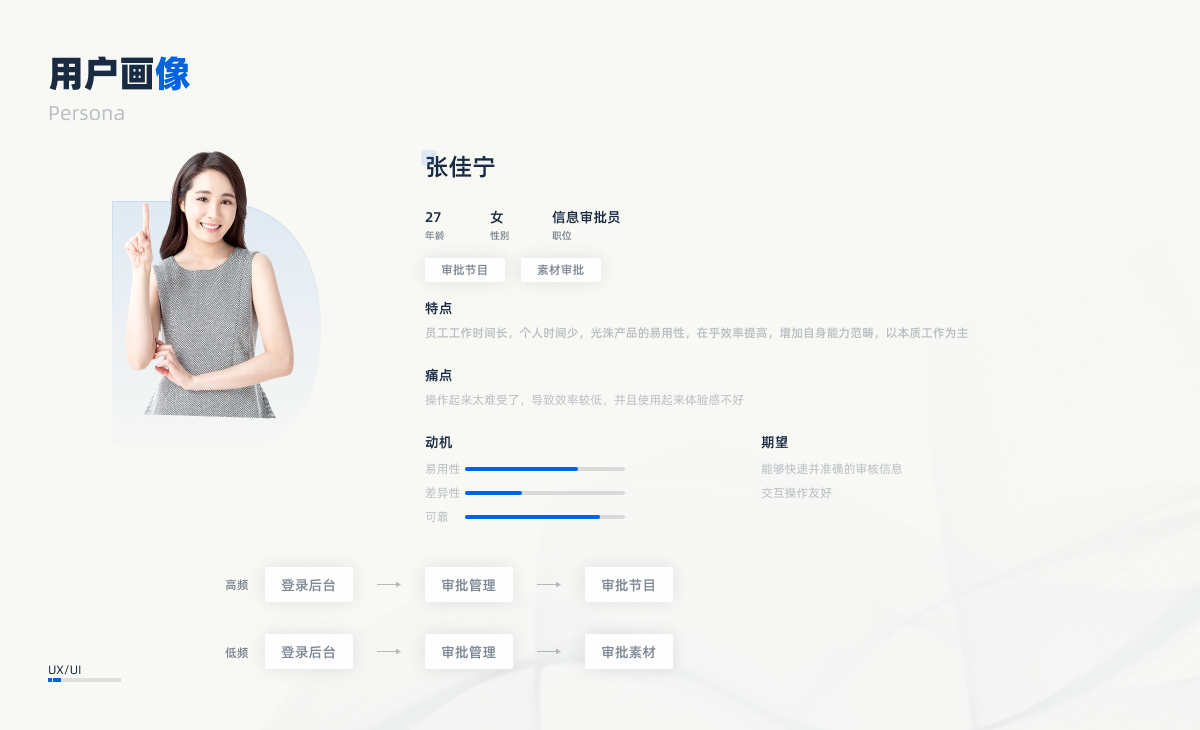 用户画像
Persona
张佳宁
27 女 信息审批员
年龄 性别 职位
审批节目 素材审批
特点
员工工作时间长，个人时间少，光洙产品的易用性，在乎效率提高，增加自身能力范畴，以本质工作为主
痛点
操作起来太难受了，导致效率较低，并且使用起来体验感不好
动机
易用性
差异性
可靠
期望
能够快速并准确的审核信息
交互操作友好
高频 登录后台 审批管理 审批节目
低频 登录后台 审批管理 审批素材
UX/UI